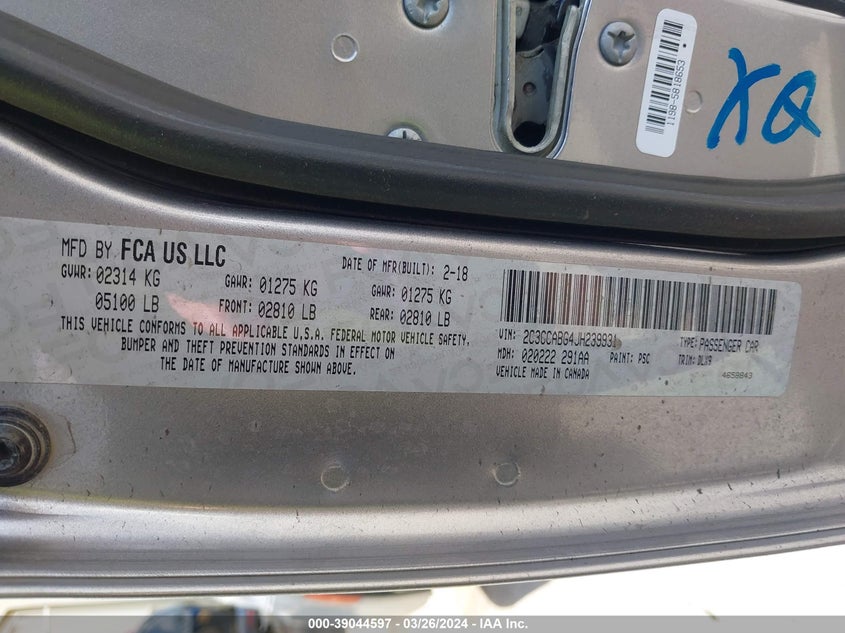 1198-5818653
XQ
MFD BY FCA US LLC
DATE OF MFR(BUILT): 2-18
GVWR: 02314 KG
GAWR: 01275 KG
GAWR: 01275 KG
05100 LB
FRONT: 02810 LB
REAR: 02810 LB
THIS VEHICLE CONFORMS TO ALL APPLICABLE U.S.A. FEDERAL MOTOR VEHICLE SAFETY,
BUMPER AND THEFT PREVENTION STANDARDS IN EFFECT ON
THE DATE OF MANUFACTURE SHOWN ABOVE.
VIN: 2C3CCABG4JH239931
TYPE: PASSENGER CAR
MDH: 020222 291AA
PAINT: PSC
TRIM: DLX9
VEHICLE MADE IN CANADA
4658843
000-39044597 - 03/26/2024 - IAA Inc.